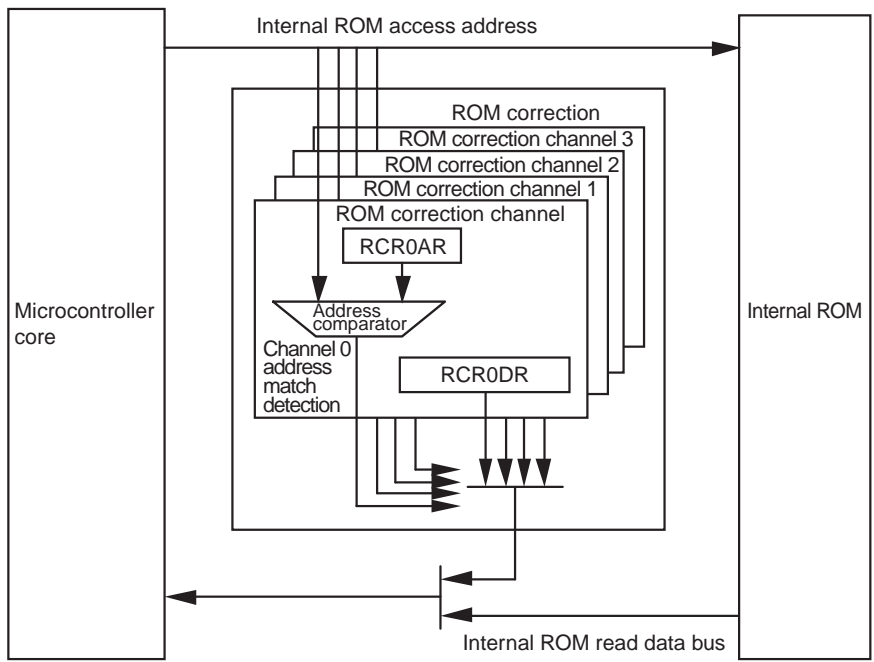 Internal ROM access address
ROM correction
ROM correction channel 3
ROM correction channel 2
ROM correction channel 1
ROM correction channel
RCR0AR
Microcontroller
core
Address
comparator
Internal ROM
Channel 0
address
match
detection
RCR0DR
Internal ROM read data bus